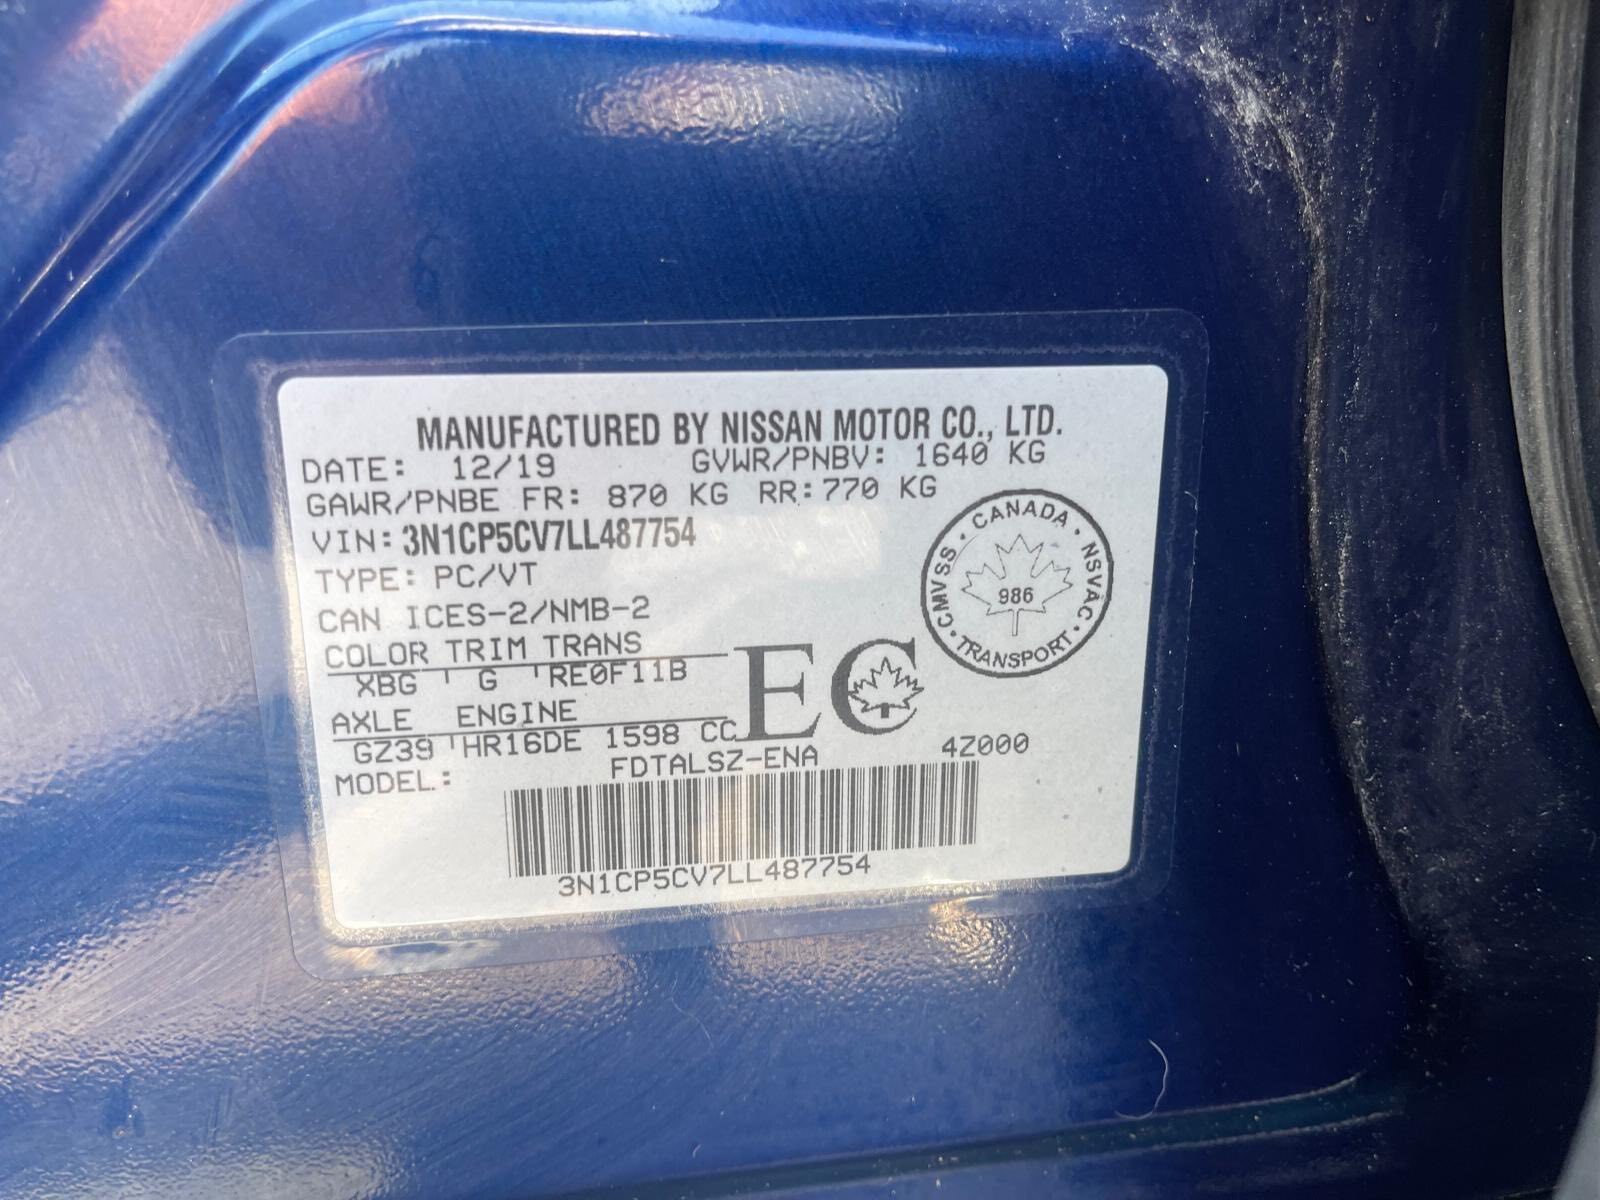 MANUFACTURED BY NISSAN MOTOR CO., LTD.
DATE: 12/19 GVWR/PNBV: 1640 KG
GAWR/PNBE FR: 870 KG RR: 770 KG
VIN: 3N1CP5CV7LL487754
TYPE: PC/VT
CAN ICES-2/NMB-2
COLOR TRIM TRANS
XBG G RE0F11B
AXLE ENGINE
GZ39 HR16DE 1598 CC
MODEL: FDTALSZ-ENA 4Z000
3N1CP5CV7LL487754
EC
CANADA · NSVAC · TRANSPORT · CMVSS ·
986